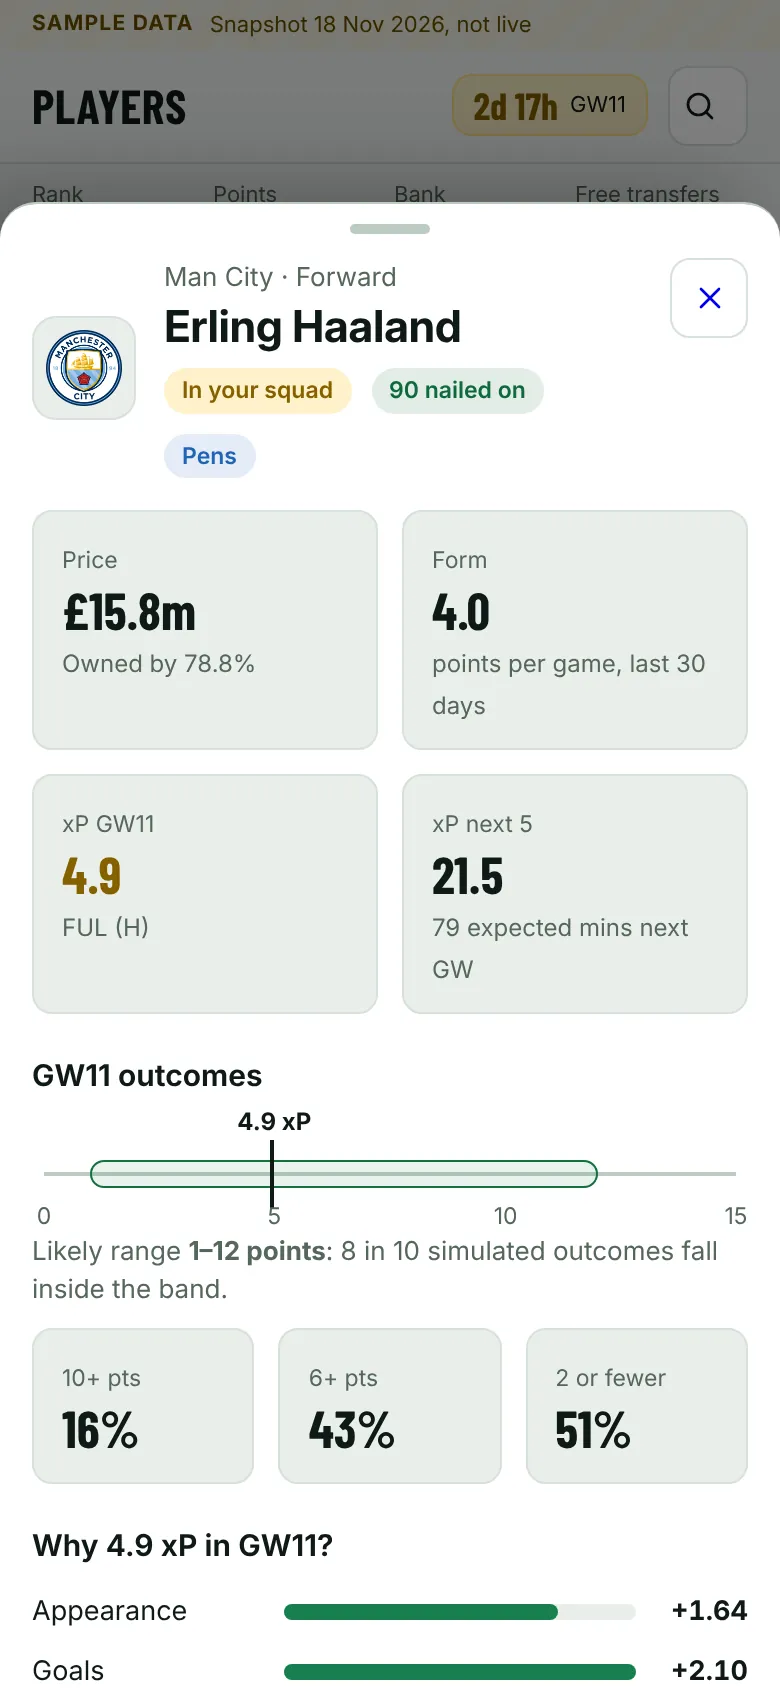 SAMPLE DATA Snapshot 18 Nov 2026, not live
PLAYERS
2d 17h GW11
Rank Points Bank Free transfers
Man City · Forward
Erling Haaland
MANCHESTER
CITY
In your squad 90 nailed on
Pens
Price
£15.8m
Owned by 78.8%
Form
4.0
points per game, last 30
days
xP GW11
4.9
FUL (H)
xP next 5
21.5
79 expected mins next
GW
GW11 outcomes
4.9 xP
0 5 10 15
Likely range 1–12 points: 8 in 10 simulated outcomes fall
inside the band.
10+ pts
16%
6+ pts
43%
2 or fewer
51%
Why 4.9 xP in GW11?
Appearance +1.64
Goals +2.10